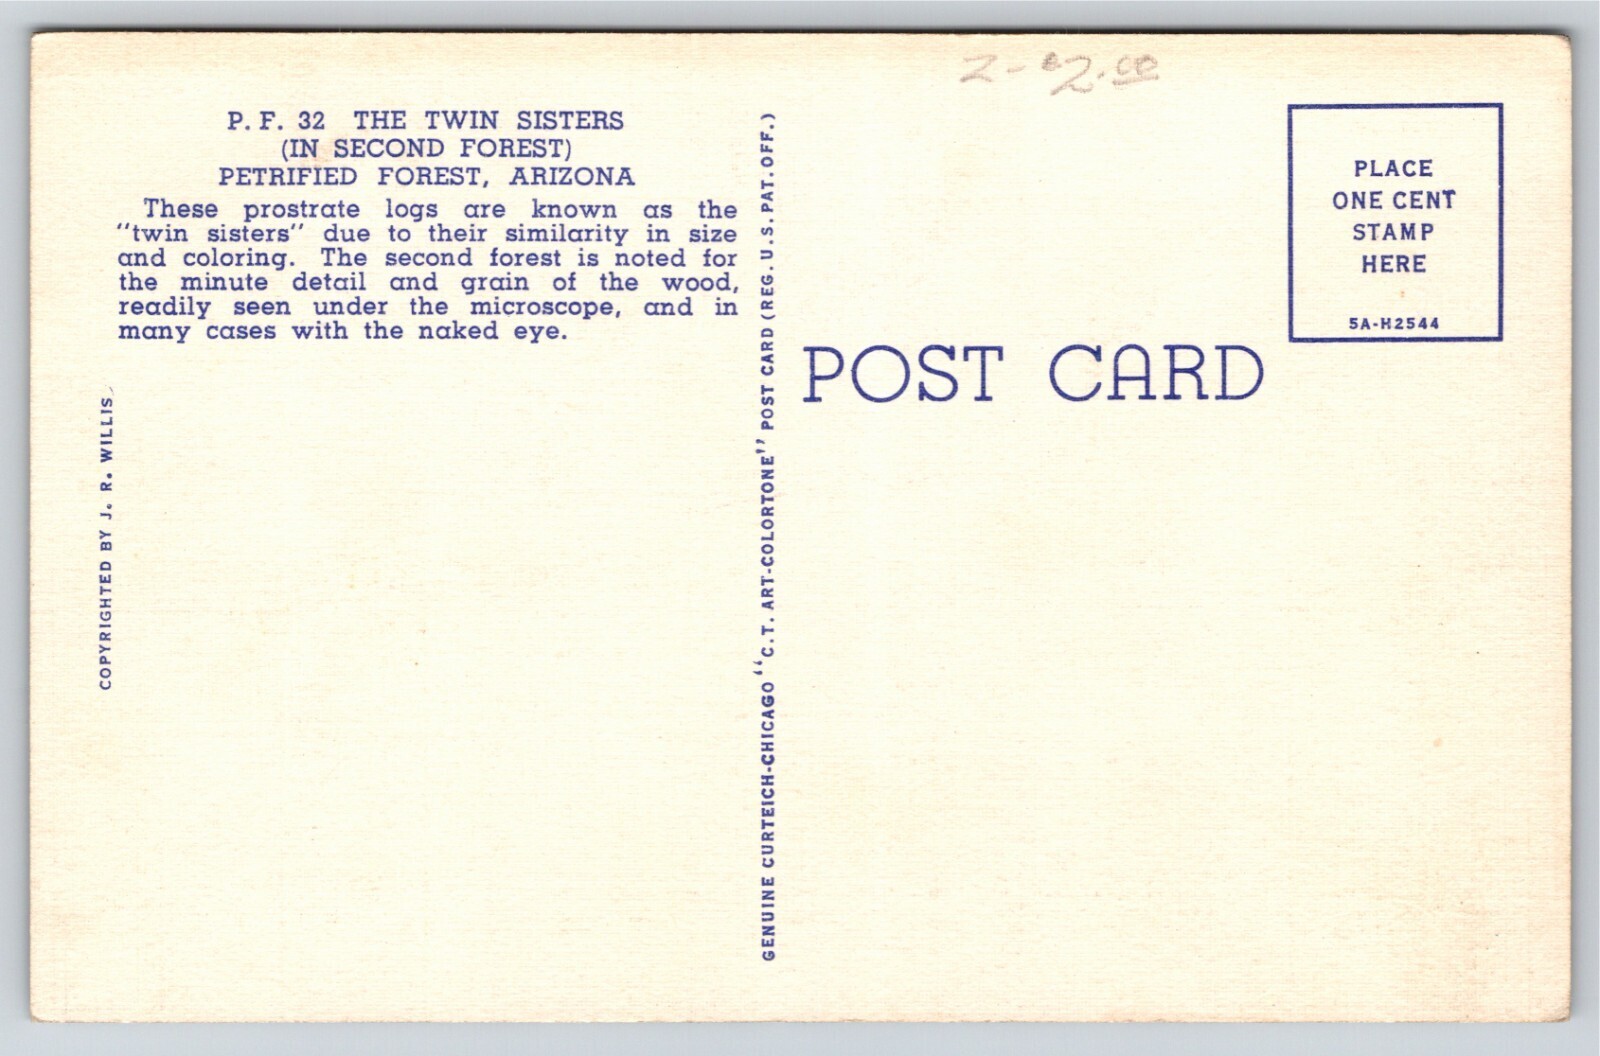 2- $2.00
P. F. 32 THE TWIN SISTERS
(IN SECOND FOREST)
PETRIFIED FOREST, ARIZONA
These prostrate logs are known as the
"twin sisters" due to their similarity in size
and coloring. The second forest is noted for
the minute detail and grain of the wood,
readily seen under the microscope, and in
many cases with the naked eye.
COPYRIGHTED BY J. R. WILLIS
GENUINE CURTEICH-CHICAGO "C.T. ART-COLORTONE" POST CARD (REG. U.S. PAT. OFF.)
POST CARD
PLACE
ONE CENT
STAMP
HERE
5A-H2544